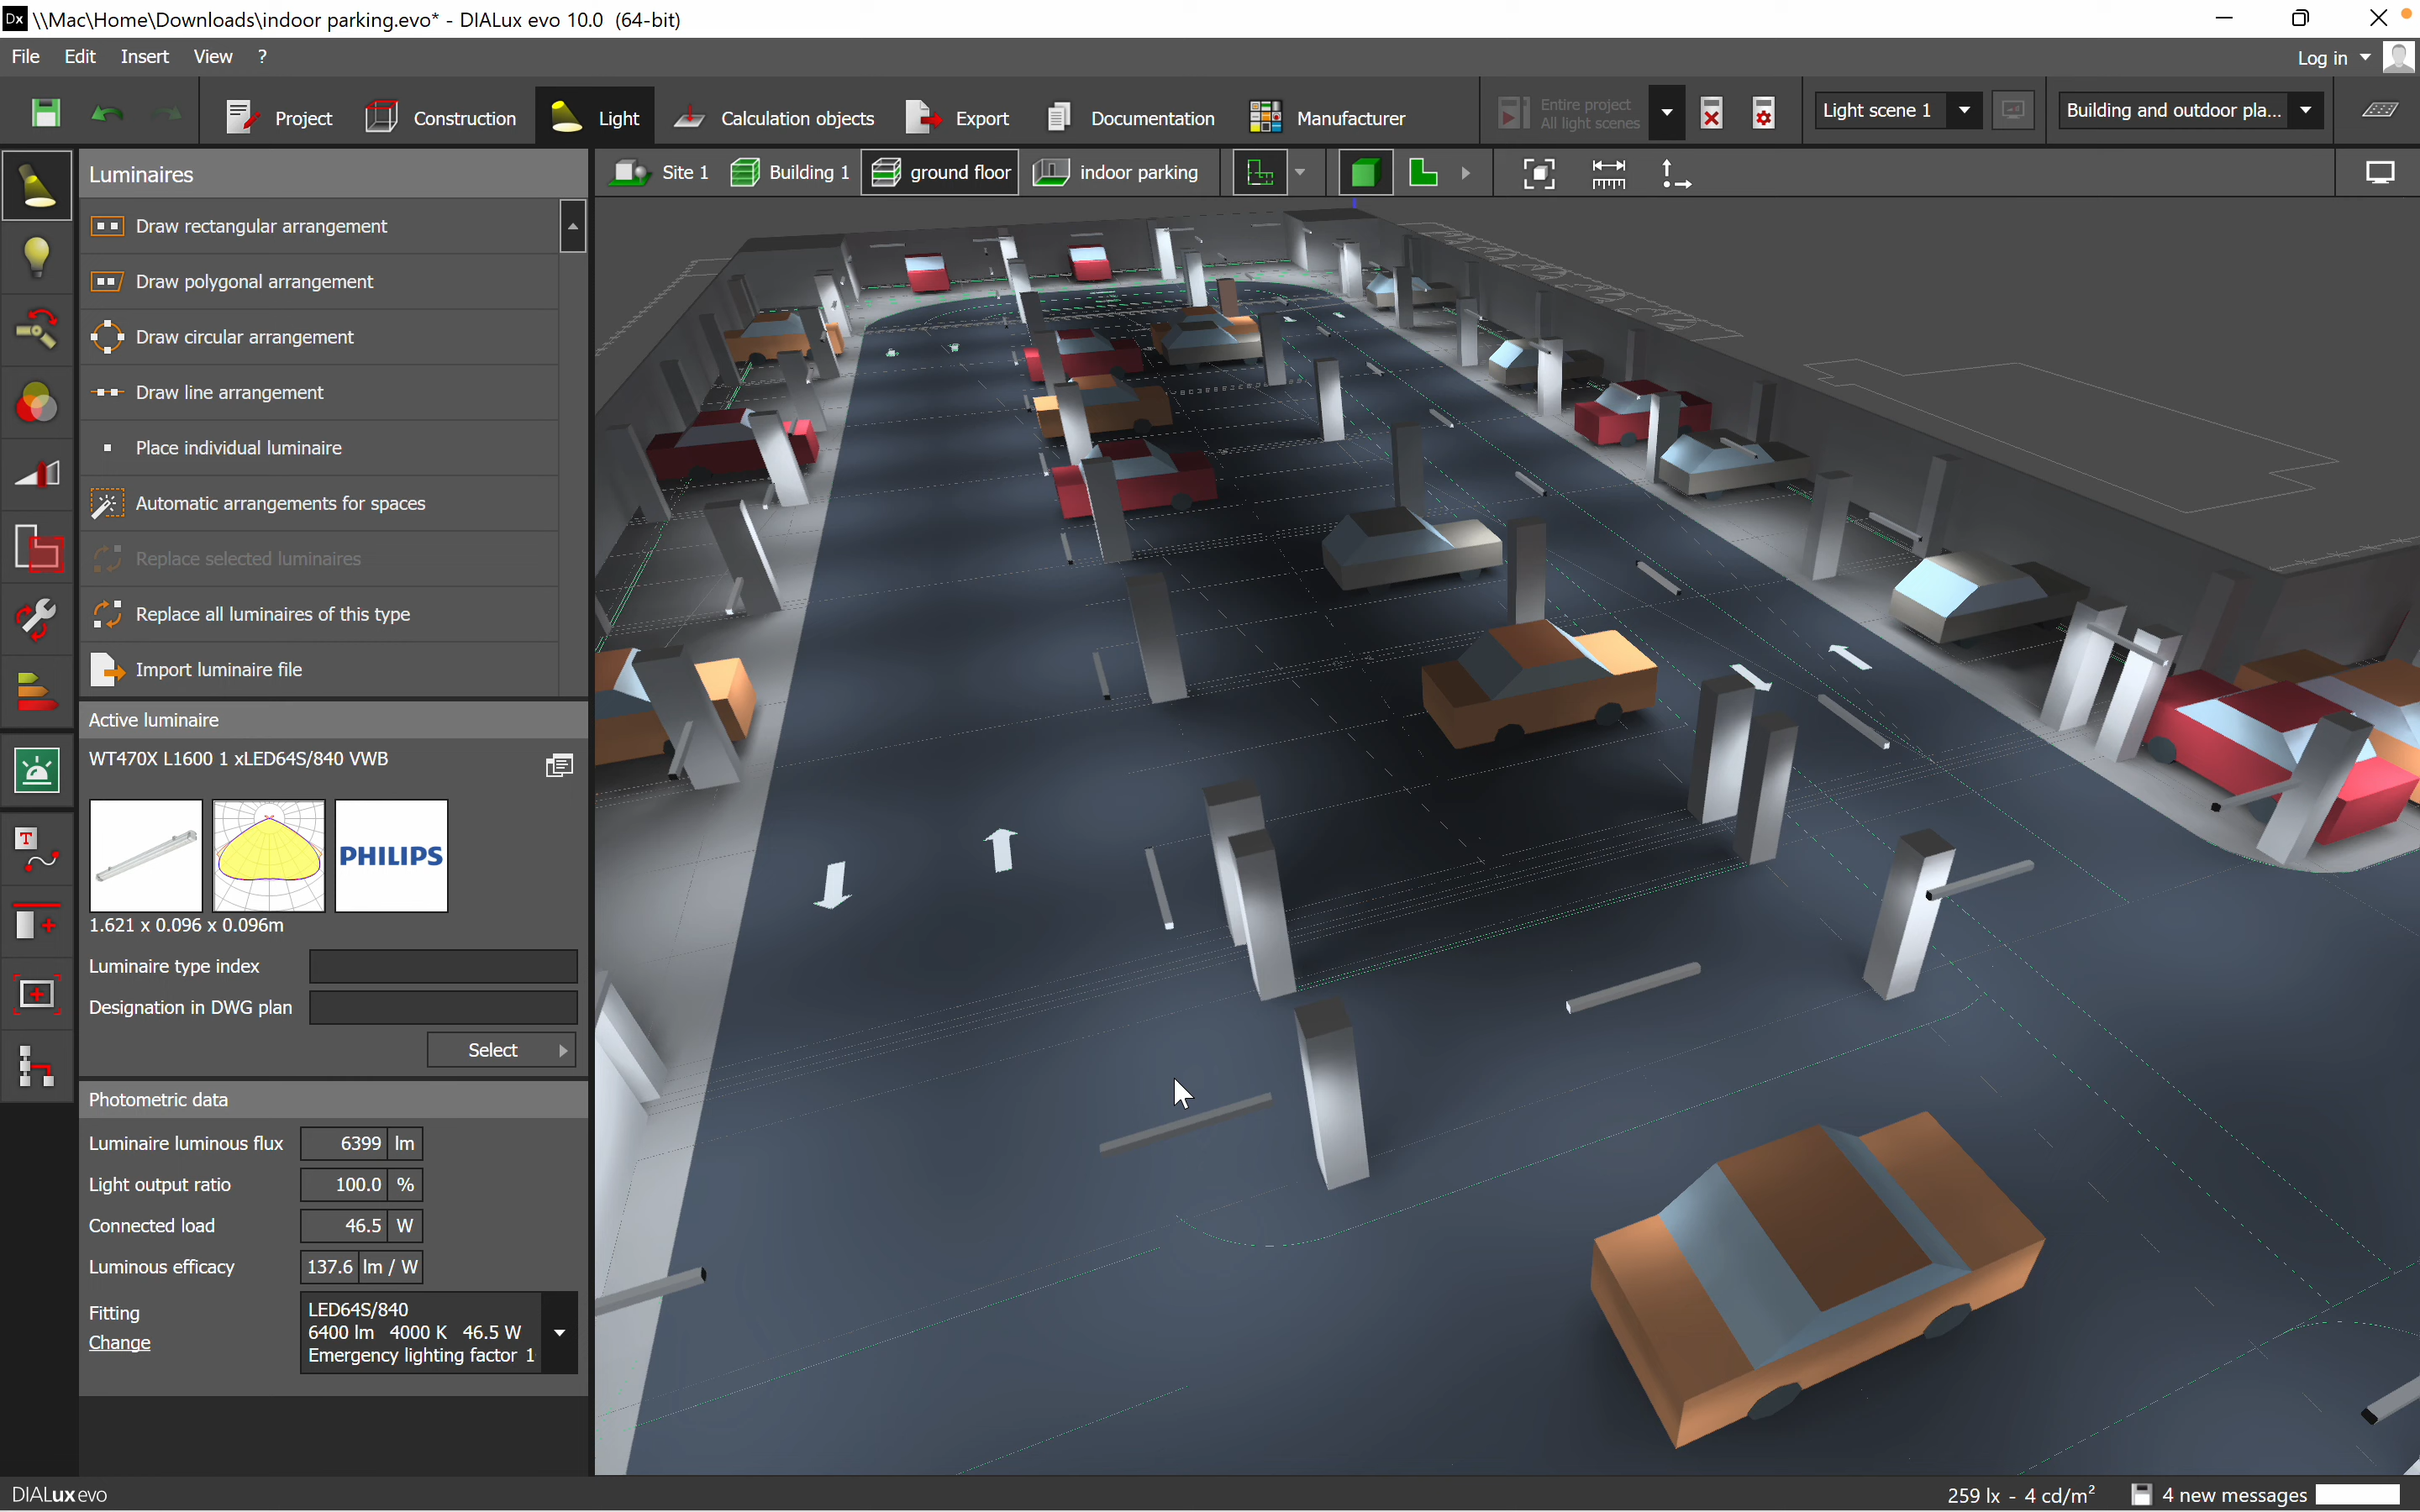 Dx \\Mac\Home\Downloads\indoor parking.evo* - DIALux evo 10.0 (64-bit)
File Edit Insert View ? Log in
Project Construction Light Calculation objects Export Documentation Manufacturer Entire project Light scene 1 Building and outdoor pla...
All light scenes
Luminaires Site 1 Building 1 ground floor indoor parking
Draw rectangular arrangement
Draw polygonal arrangement
Draw circular arrangement
Draw line arrangement
Place individual luminaire
Automatic arrangements for spaces
Replace selected luminaires
Replace all luminaires of this type
Import luminaire file
Active luminaire
WT470X L1600 1 xLED64S/840 VWB
T
PHILIPS
1.621 x 0.096 x 0.096m
Luminaire type index
Designation in DWG plan
Select
Photometric data
Luminaire luminous flux 6399 lm
Light output ratio 100.0 %
Connected load 46.5 W
Luminous efficacy 137.6 lm / W
Fitting LED64S/840
6400 lm 4000 K 46.5 W
Change
Emergency lighting factor 1
DIALux evo 259 lx - 4 cd/m² 4 new messages